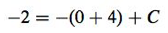 −2 = −(0 + 4) + C